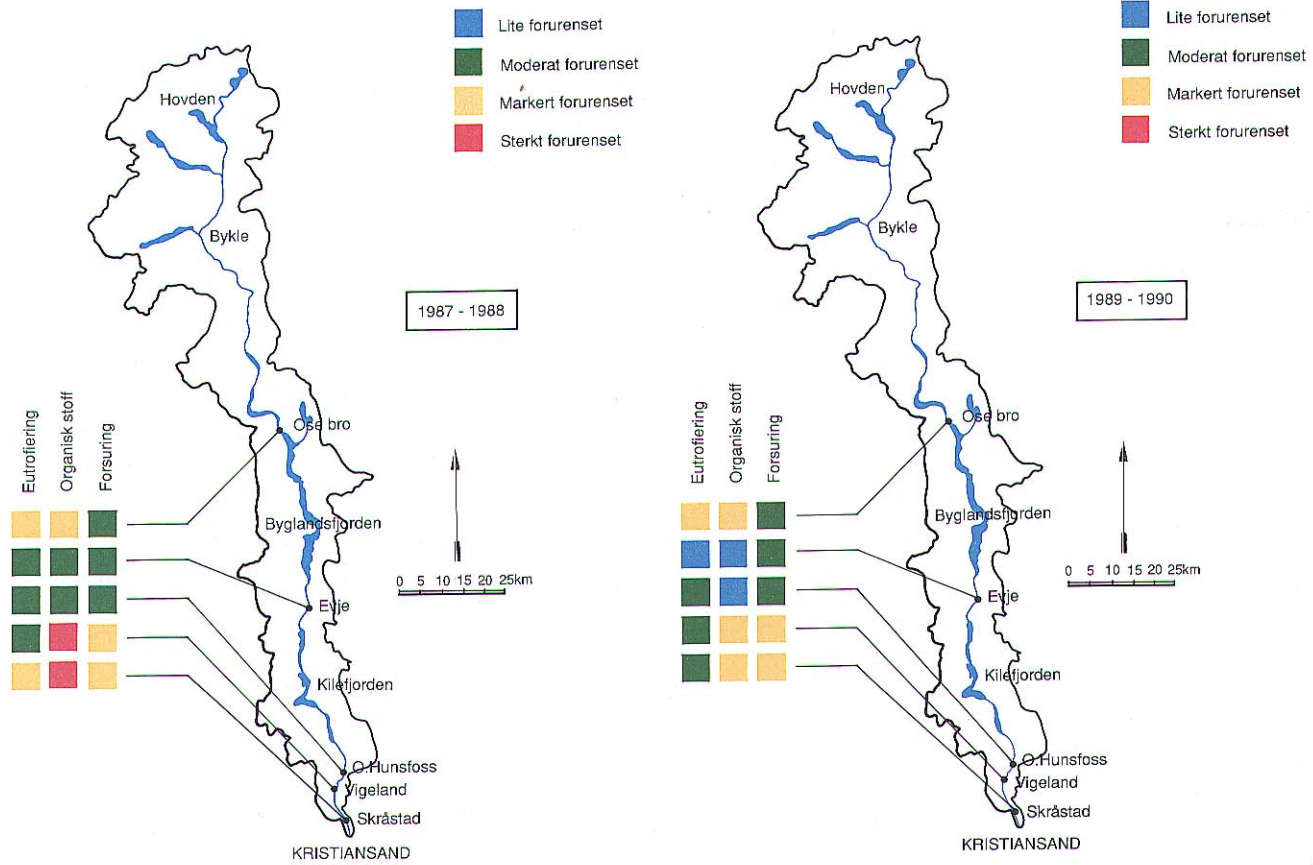 Lite forurenset
Moderat forurenset
Markert forurenset
Sterkt forurenset
Hovden
Bykle
1987 - 1988
Eutrofiering
Organisk stoff
Forsuring
Ose bro
Byglandsfjorden
0 5 10 15 20 25km
Evje
Kilefjorden
O.Hunsfoss
Vigeland
Skråstad
KRISTIANSAND
Lite forurenset
Moderat forurenset
Markert forurenset
Sterkt forurenset
Hovden
Bykle
1989 - 1990
Eutrofiering
Organisk stoff
Forsuring
Ose bro
Byglandsfjorden
0 5 10 15 20 25km
Evje
Kilefjorden
O.Hunsfoss
Vigeland
Skråstad
KRISTIANSAND